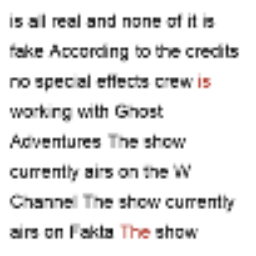 is all real and none of it is
fake According to the credits
no special effects crew is
working with Ghost
Adventures The show
currently airs on the W
Channel The show currently
airs on Fakta The show